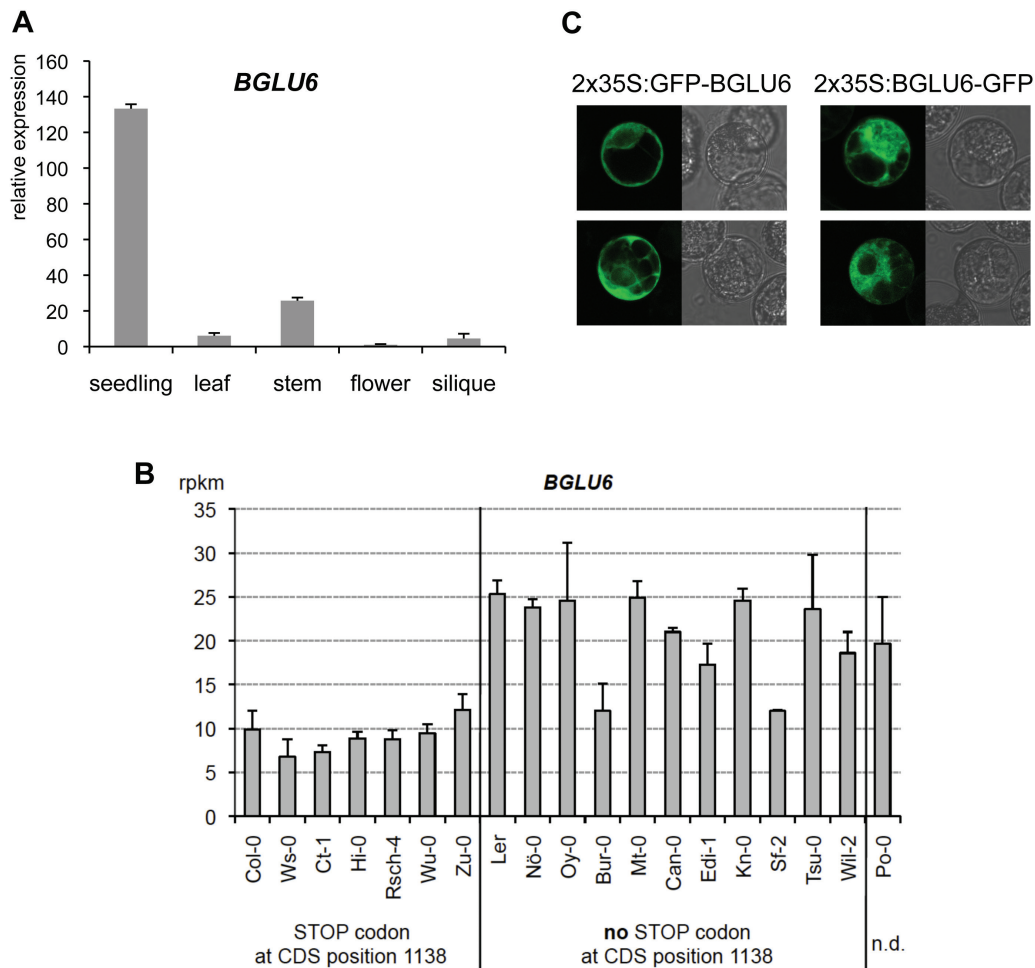 A
BGLU6
relative expression
160
140
120
100
80
60
40
20
0
seedling leaf stem flower silique
C
2x35S:GFP-BGLU6 2x35S:BGLU6-GFP
B
rpkm
BGLU6
35
30
25
20
15
10
5
0
Col-0 Ws-0 Ct-1 Hi-0 Rsch-4 Wu-0 Zu-0 Ler Nö-0 Oy-0 Bur-0 Mt-0 Can-0 Edi-1 Kn-0 Sf-2 Tsu-0 Wil-2 Po-0
STOP codon
at CDS position 1138
no STOP codon
at CDS position 1138
n.d.